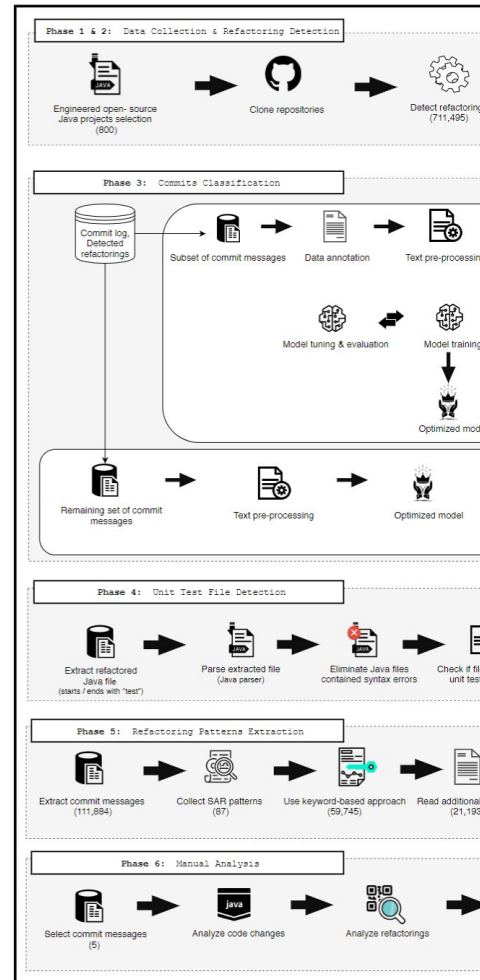 Phase 1 & 2: Data Collection & Refactoring Detection
JAVA
Engineered open- source
Java projects selection
(800)
Clone repositories
Detect refactoring
(711,495)
Phase 3: Commits Classification
Commit log,
Detected
refactorings
Subset of commit messages
Data annotation
Text pre-processing
Model tuning & evaluation
Model training
Optimized mod
Remaining set of commit
messages
Text pre-processing
Optimized model
Phase 4: Unit Test File Detection
JAVA
JAVA
Extract refactored
Java file
(starts / ends with "test")
Parse extracted file
(Java parser)
Eliminate Java files
contained syntax errors
Check if fil
unit test
Phase 5: Refactoring Patterns Extraction
Extract commit messages
(111,884)
Collect SAR patterns
(87)
Use keyword-based approach
(59,745)
Read additional
(21,193
Phase 6: Manual Analysis
java
Select commit messages
(5)
Analyze code changes
Analyze refactorings